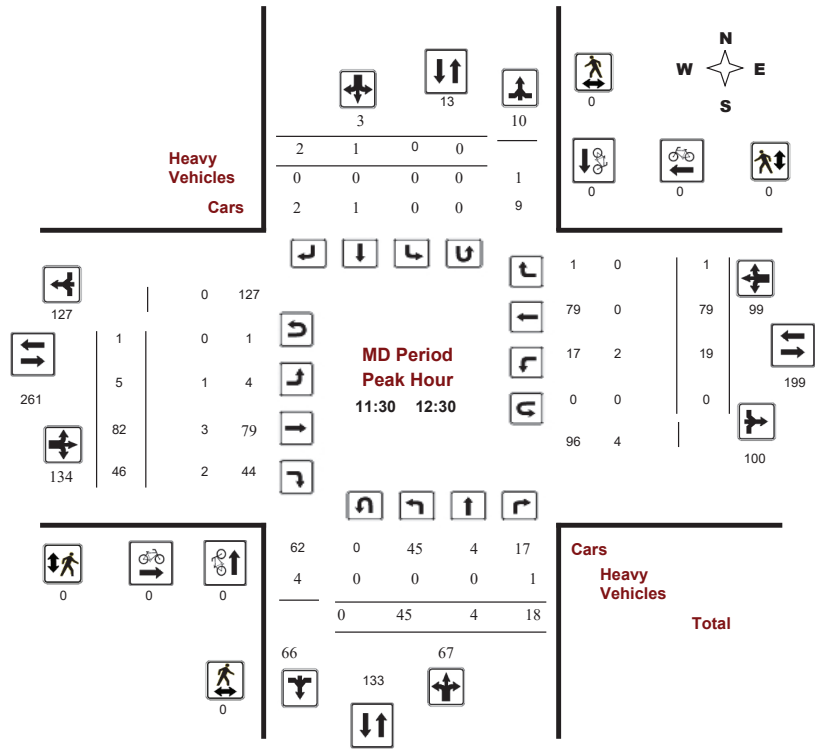 N
W E
S
13
0
3 10
2 1 0 0
Heavy
Vehicles
0 0 0 0 1
0 0 0
Cars 2 1 0 0 9
1 0 1
0 127
127
79 0 79 99
1 0 1
MD Period
17 2 19
Peak Hour
5 1 4
199
261
11:30 12:30
0 0 0
82 3 79
96 4
100
134 46 2 44
62 0 45 4 17 Cars
4 0 0 0 1 Heavy
Vehicles
0 0 0
0 45 4 18 Total
66 67
133
0